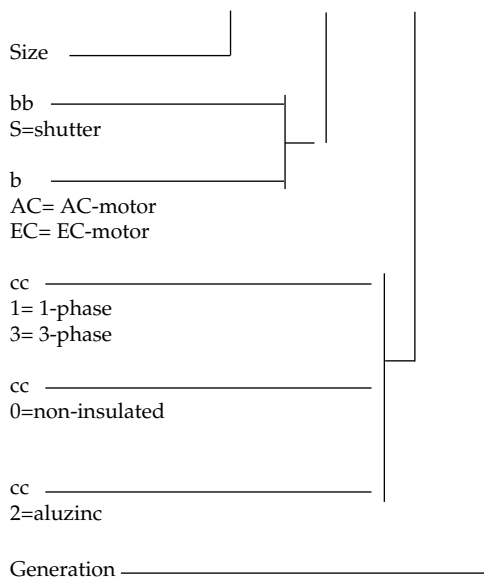 Size
bb
S=shutter
b
AC= AC-motor
EC= EC-motor
cc
1= 1-phase
3= 3-phase
cc
0=non-insulated
cc
2=aluzinc
Generation